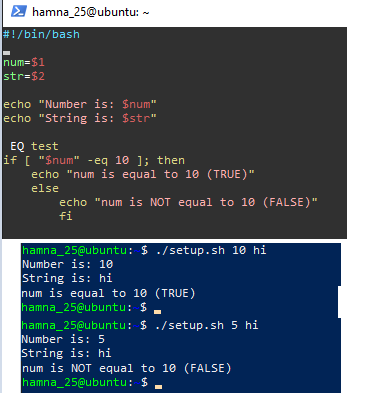 hamna_25@ubuntu: ~
#!/bin/bash
num=$1
str=$2
echo "Number is: $num"
echo "String is: $str"
EQ test
if [ "$num" -eq 10 ]; then
echo "num is equal to 10 (TRUE)"
else
echo "num is NOT equal to 10 (FALSE)"
fi
hamna_25@ubuntu: $ ./setup.sh 10 hi
Number is: 10
String is: hi
num is equal to 10 (TRUE)
hamna_25@ubuntu: $
hamna_25@ubuntu: $ ./setup.sh 5 hi
Number is: 5
String is: hi
num is NOT equal to 10 (FALSE)
hamna_25@ubuntu: $